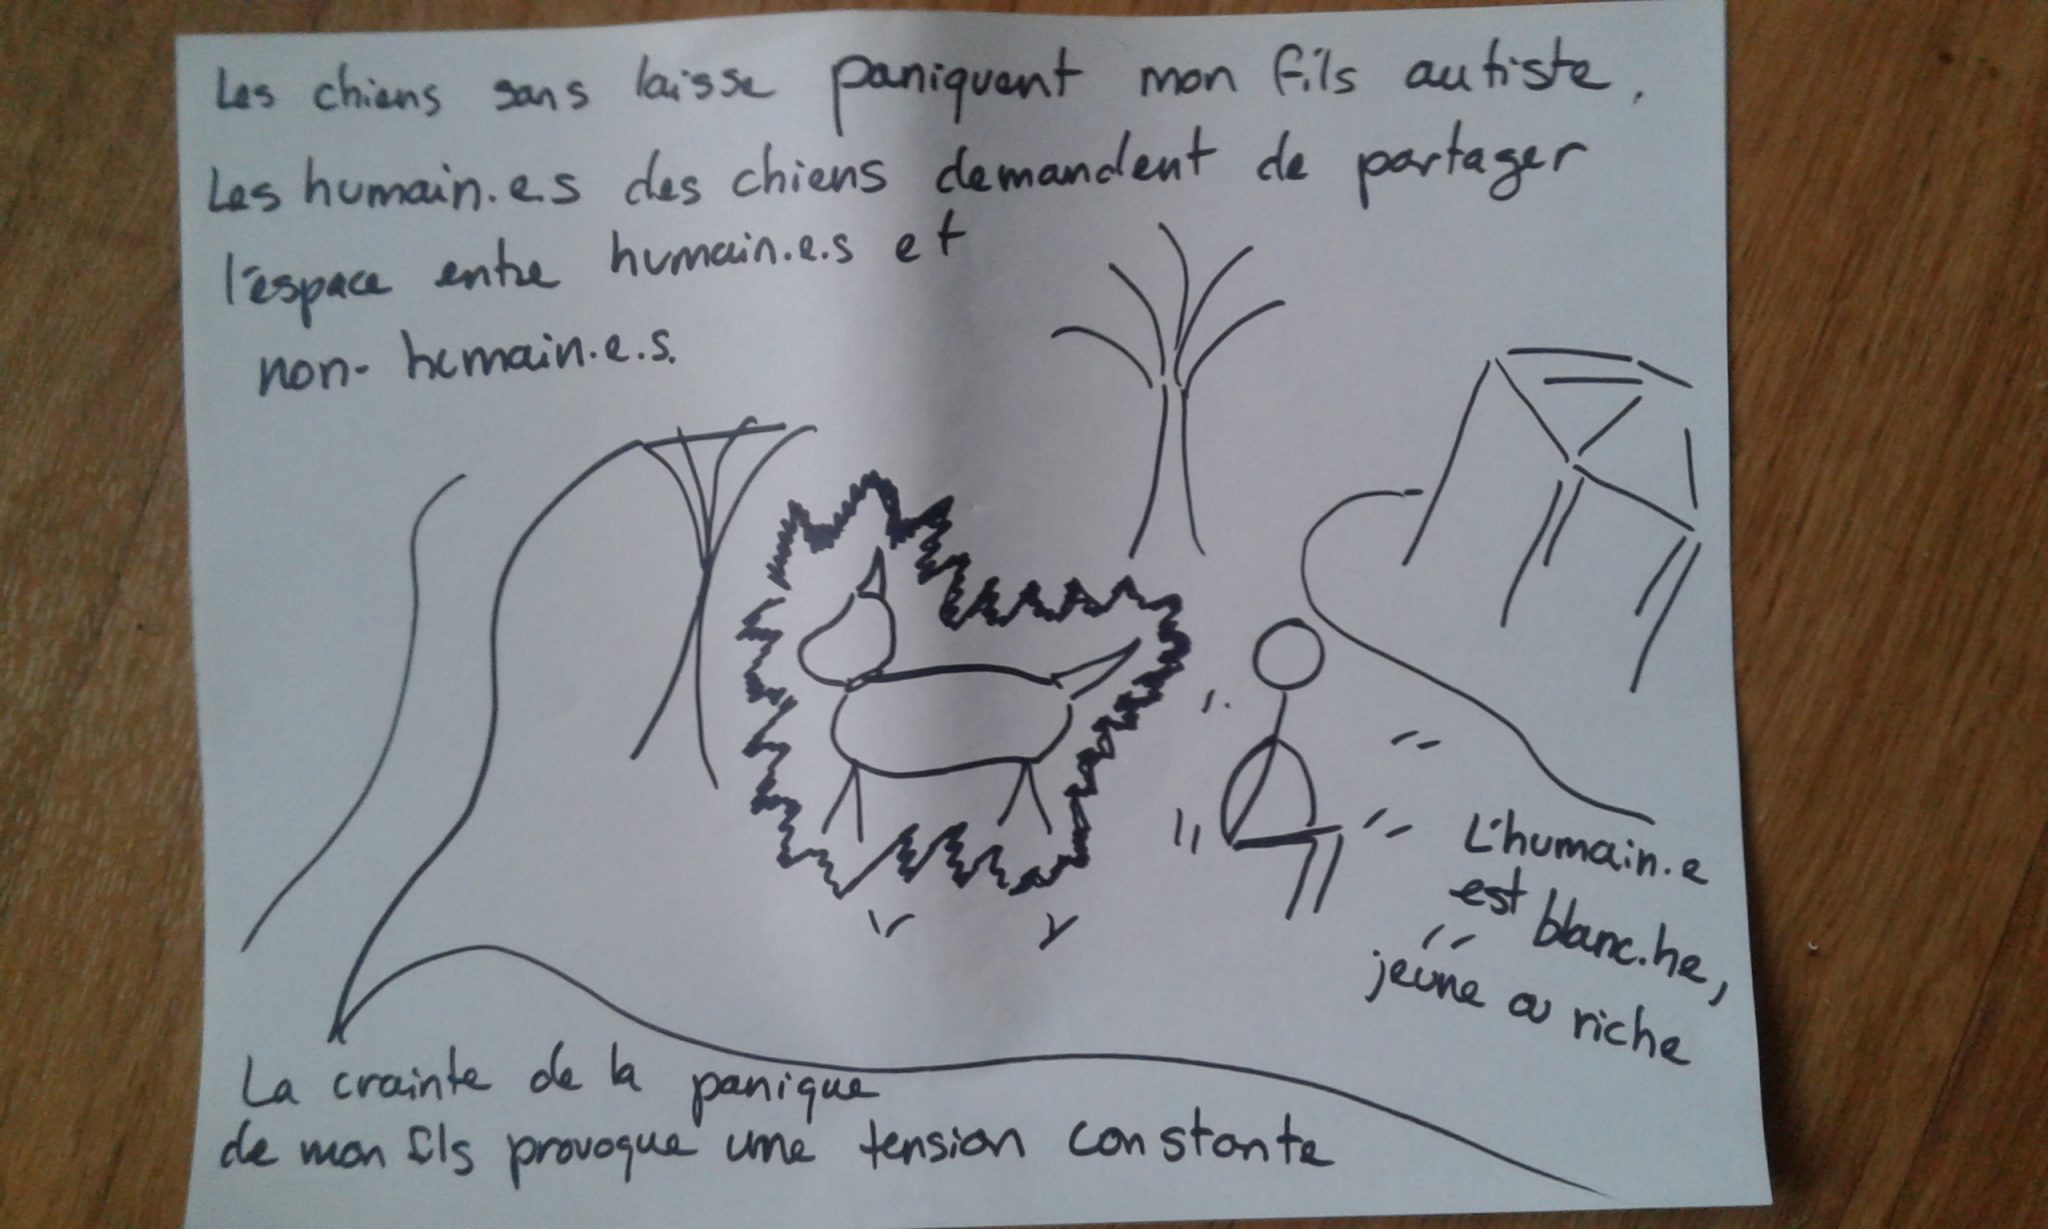 Les chiens sans laisse paniquent mon fils autiste.
Les humain.e.s des chiens demandent de partager
l'espace entre humain.e.s et
non-humain.e.s.
L'humain.e
est blanc.he,
jeune ou riche
La crainte de la panique
de mon fils provoque une tension constante